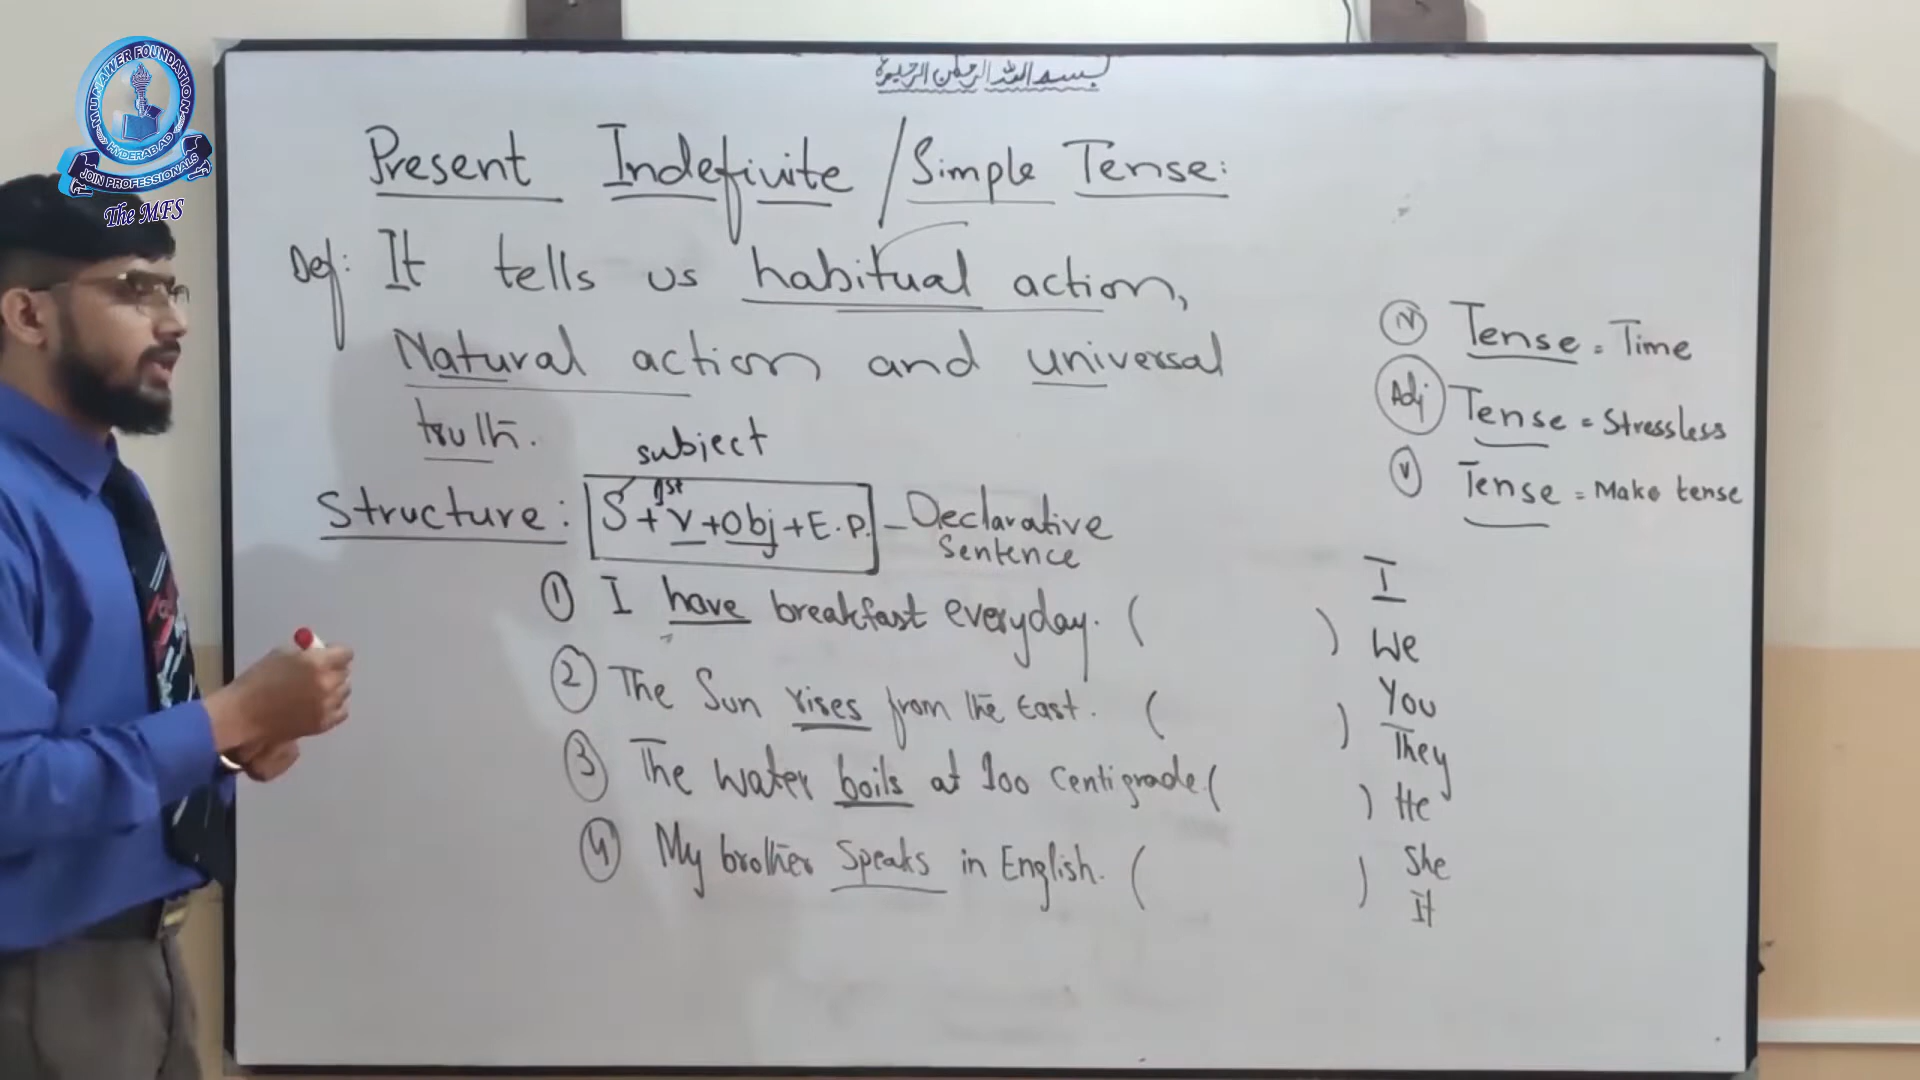 MUNAWER FOUNDATION
HYDERABAD
JOIN PROFESSIONALS
The MFS
بسم الله الرحمن الرحيم
Present Indefinite / Simple Tense:
Def: It tells us habitual action,
Natural action and universal
truth.
subject
Structure: S + 1st V + Obj + E.P. - Declarative
Sentence
① I have breakfast everyday. ( )
② The Sun rises from the East. ( )
③ The water boils at 100 Centigrade ( )
④ My brother Speaks in English. ( )
N Tense = Time
Adj Tense = Stressless
V Tense = Make tense
I
We
You
They
He
She
It